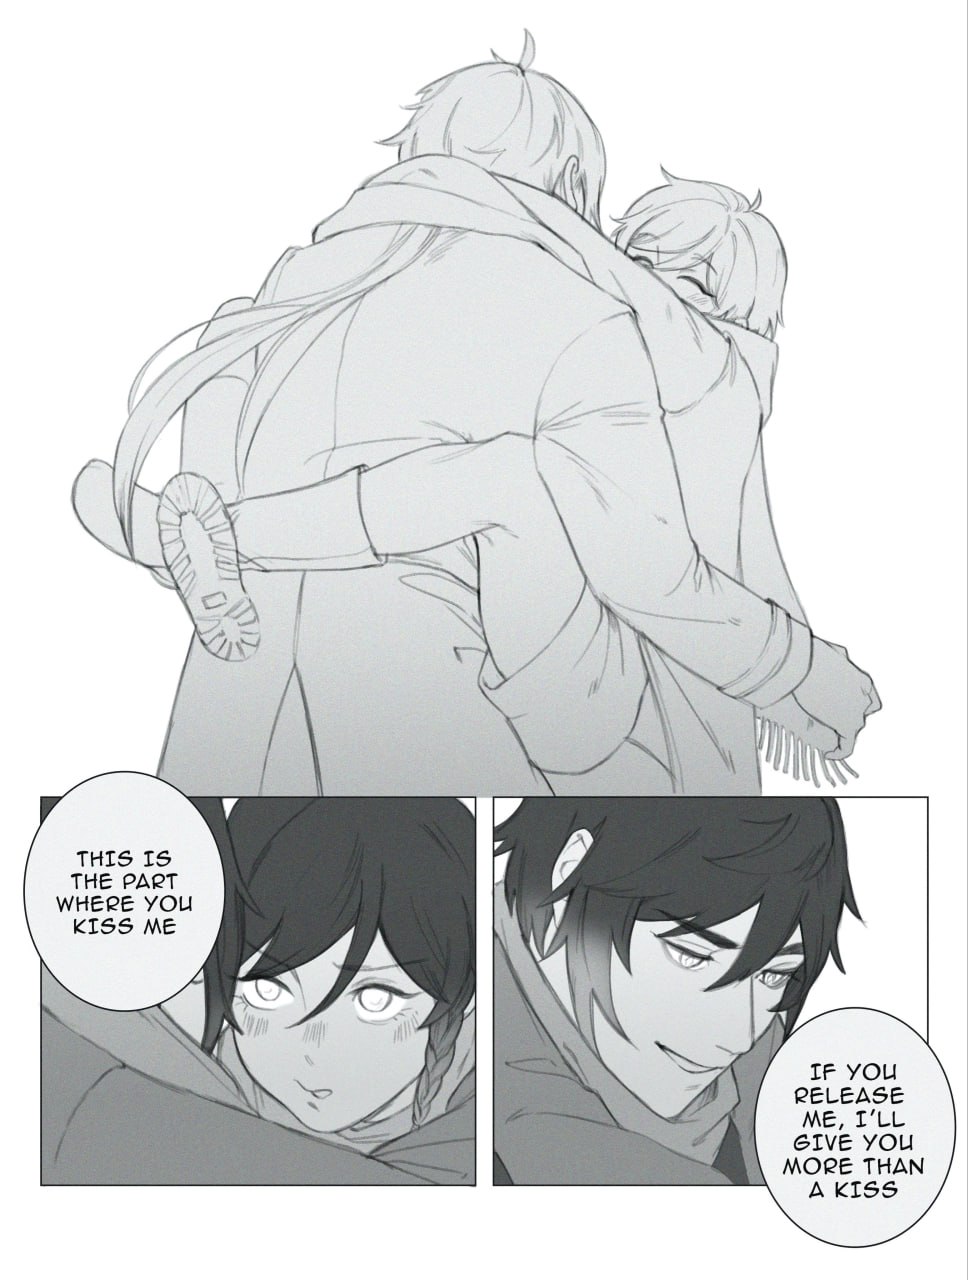 THIS IS
THE PART
WHERE YOU
KISS ME
IF YOU
RELEASE
ME, I'LL
GIVE YOU
MORE THAN
A KISS